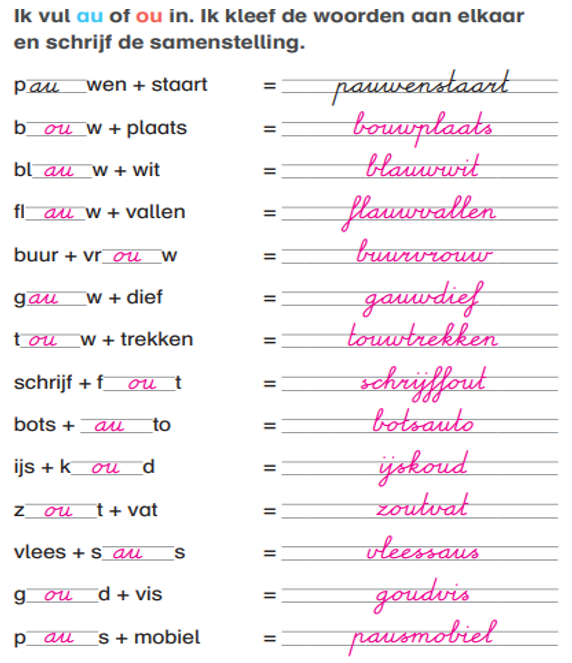 Ik vul au of ou in. Ik kleef de woorden aan elkaar
en schrijf de samenstelling.
pauwen + staart = pauwenstaart
bouw + plaats = bouwplaats
blauw + wit = blauwwit
flauw + vallen = flauwvallen
buur + vrouw = buurvrouw
gauw + dief = gauwdief
touw + trekken = touwtrekken
schrijf + fout = schrijffout
bots + auto = botsauto
ijs + koud = ijskoud
zout + vat = zoutvat
vlees + saus = vleessaus
goud + vis = goudvis
paus + mobiel = pausmobiel